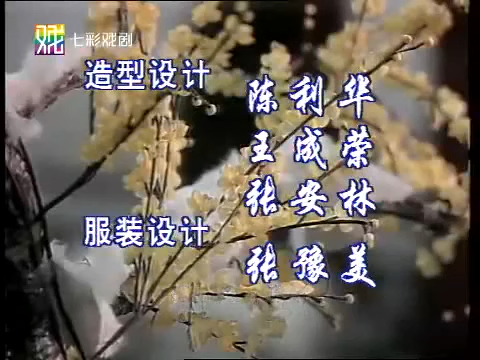 戏 七彩戏剧
造型设计 陈利华
王成荣
张安林
服装设计
张豫美